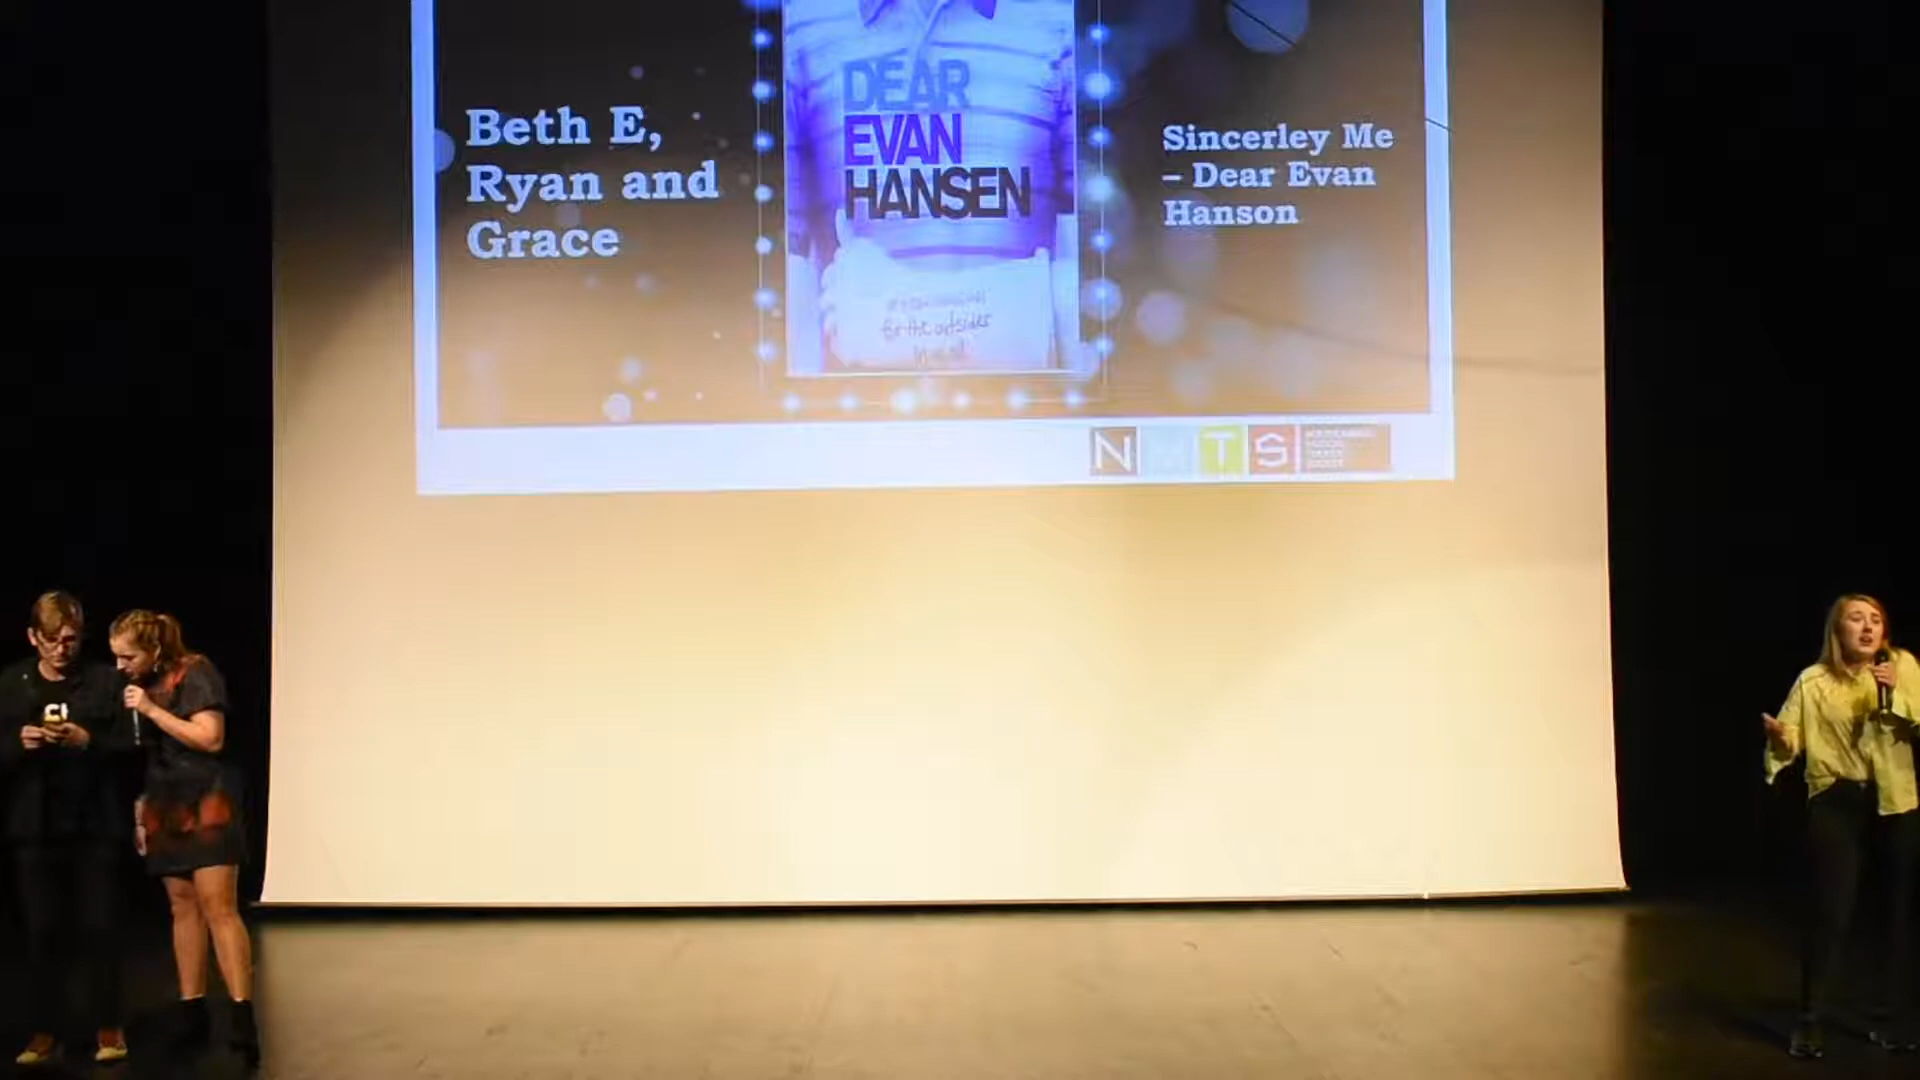 Beth E,
Ryan and
Grace
DEAR
EVAN
HANSEN
Sincerley Me
– Dear Evan
Hanson
N T S